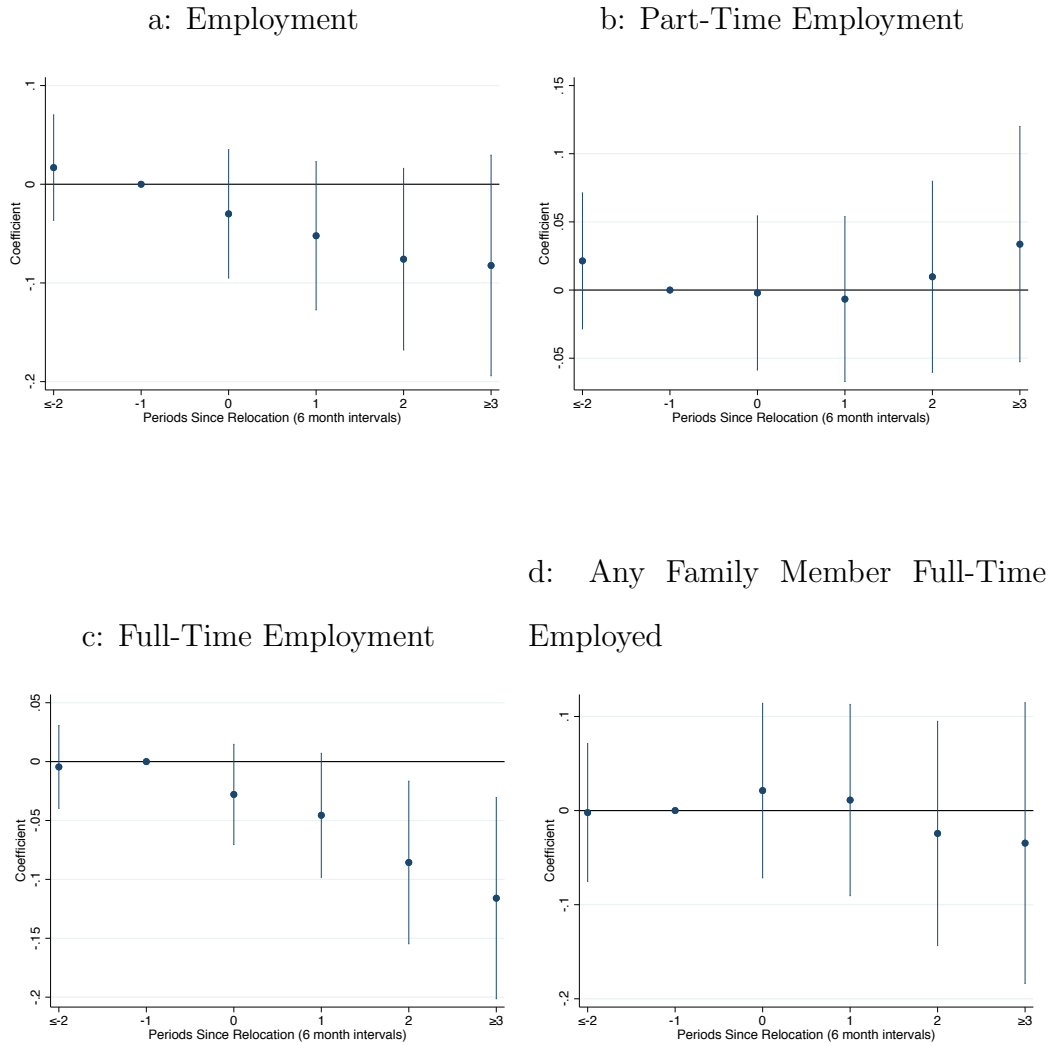 a: Employment
.1
0
-.1
-.2
Coefficient
≤-2 -1 0 1 2 ≥3
Periods Since Relocation (6 month intervals)
b: Part-Time Employment
.15
.1
.05
0
-.05
Coefficient
≤-2 -1 0 1 2 ≥3
Periods Since Relocation (6 month intervals)
c: Full-Time Employment
.05
0
-.05
-.1
-.15
-.2
Coefficient
≤-2 -1 0 1 2 ≥3
Periods Since Relocation (6 month intervals)
d: Any Family Member Full-Time
Employed
.1
0
-.1
-.2
Coefficient
≤-2 -1 0 1 2 ≥3
Periods Since Relocation (6 month intervals)